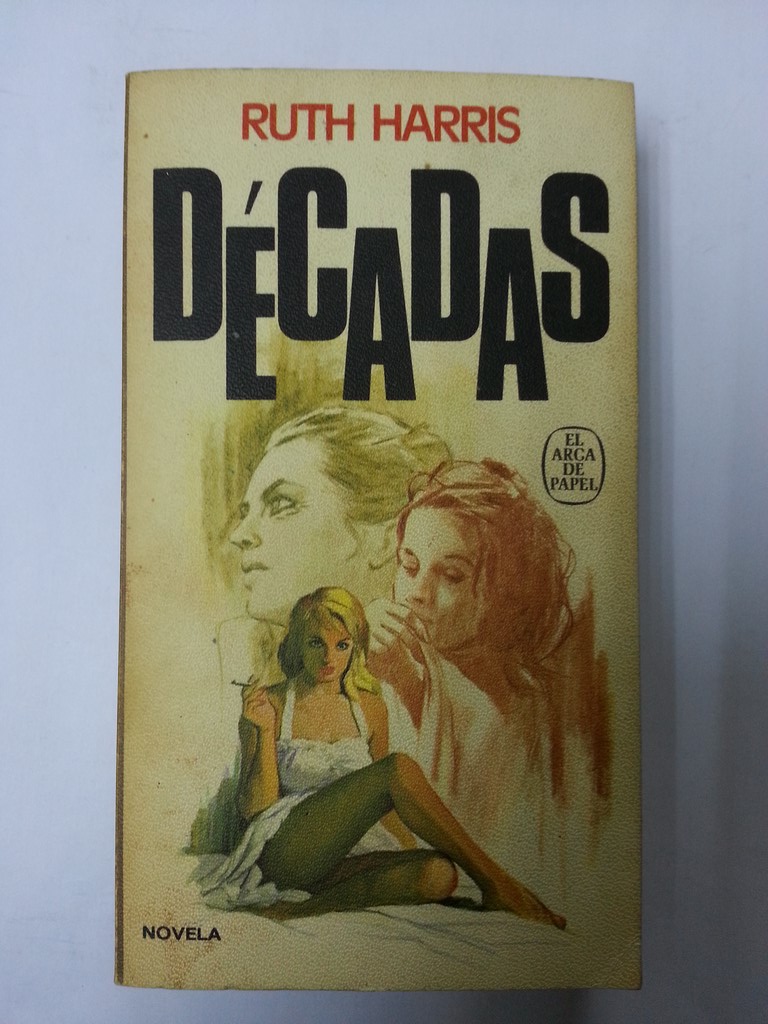 RUTH HARRIS
DÉCADAS
EL
ARCA
DE
PAPEL
NOVELA